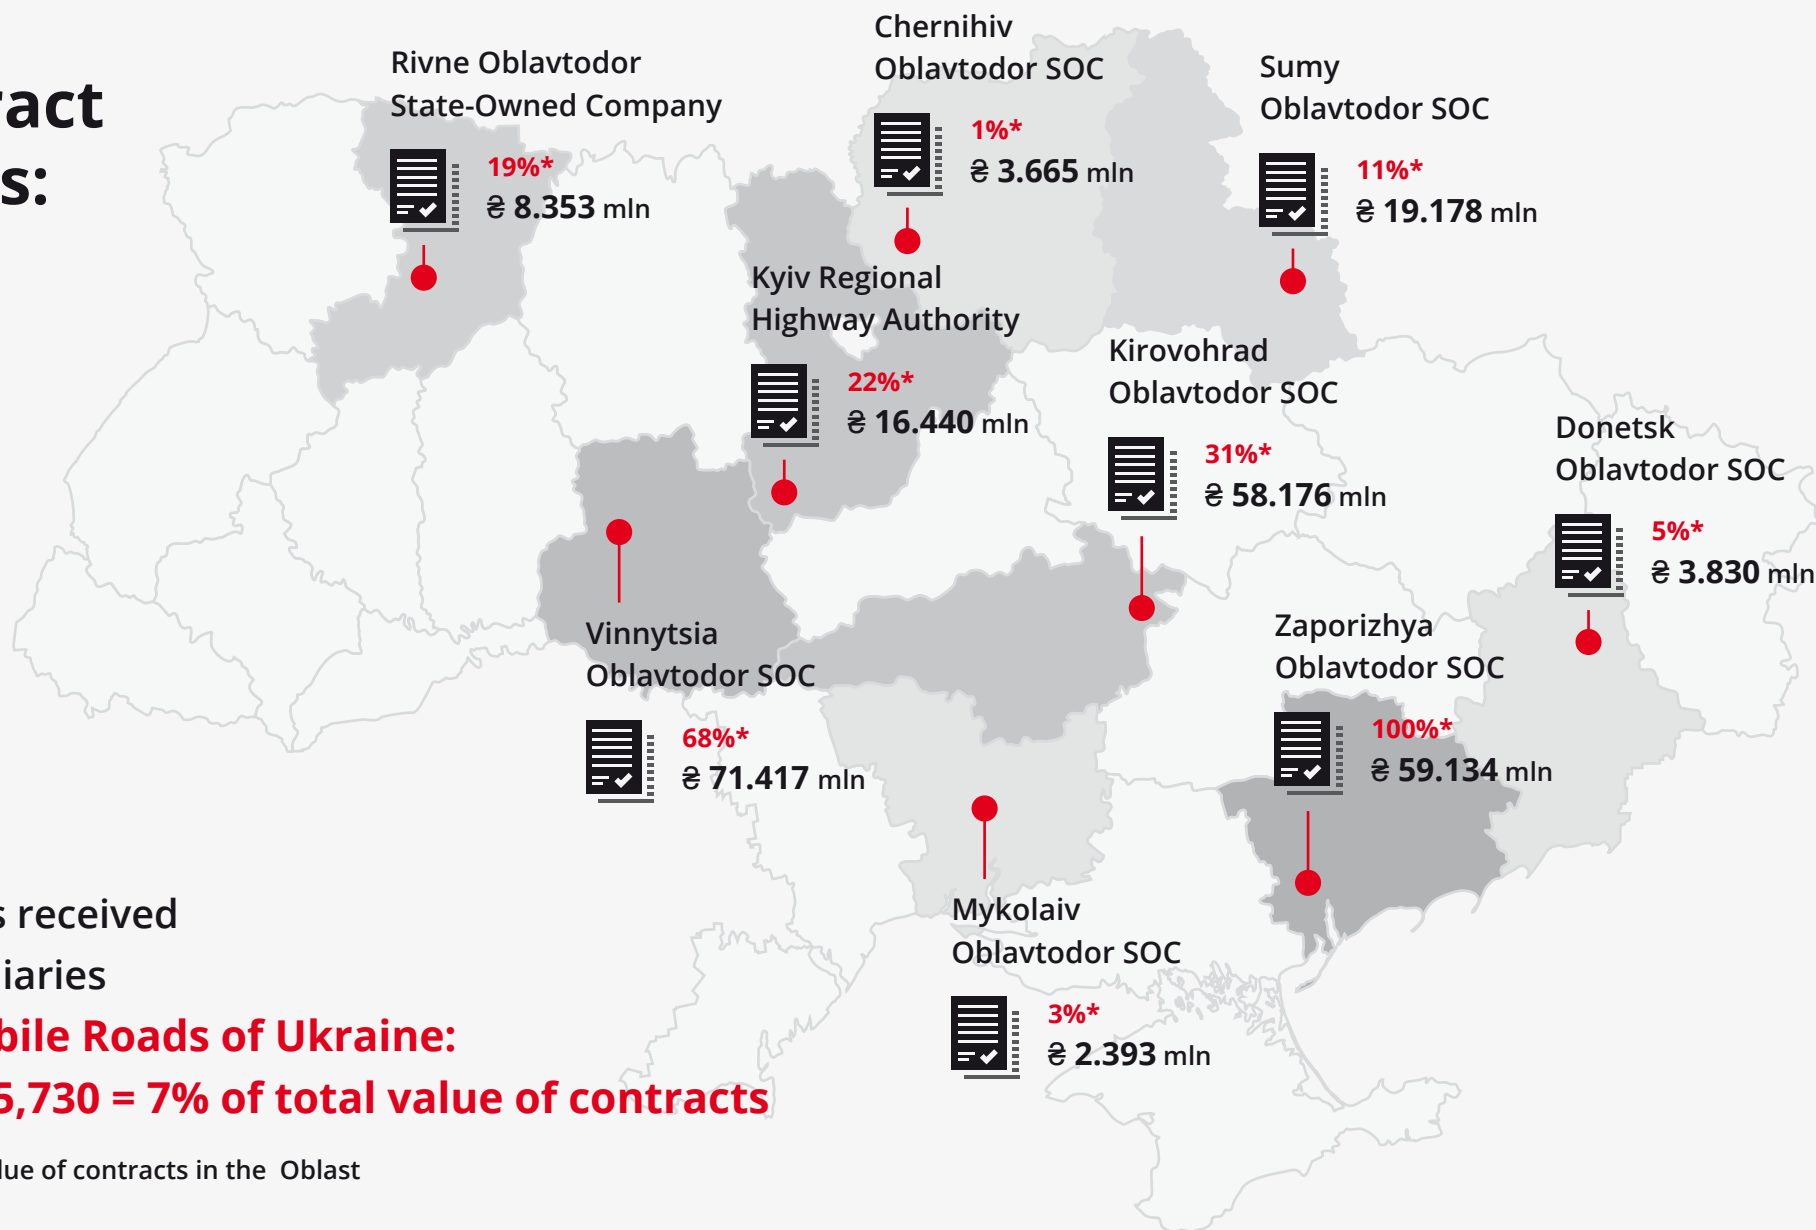 ract
s:
Rivne Oblavtodor
State-Owned Company
19%*
₴ 8.353 mln
Chernihiv
Oblavtodor SOC
1%*
₴ 3.665 mln
Sumy
Oblavtodor SOC
11%*
₴ 19.178 mln
Kyiv Regional
Highway Authority
22%*
₴ 16.440 mln
Kirovohrad
Oblavtodor SOC
31%*
₴ 58.176 mln
Donetsk
Oblavtodor SOC
5%*
₴ 3.830 mln
Vinnytsia
Oblavtodor SOC
68%*
₴ 71.417 mln
Zaporizhya
Oblavtodor SOC
100%*
₴ 59.134 mln
Mykolaiv
Oblavtodor SOC
3%*
₴ 2.393 mln
s received
iaries
bile Roads of Ukraine:
5,730 = 7% of total value of contracts
lue of contracts in the Oblast